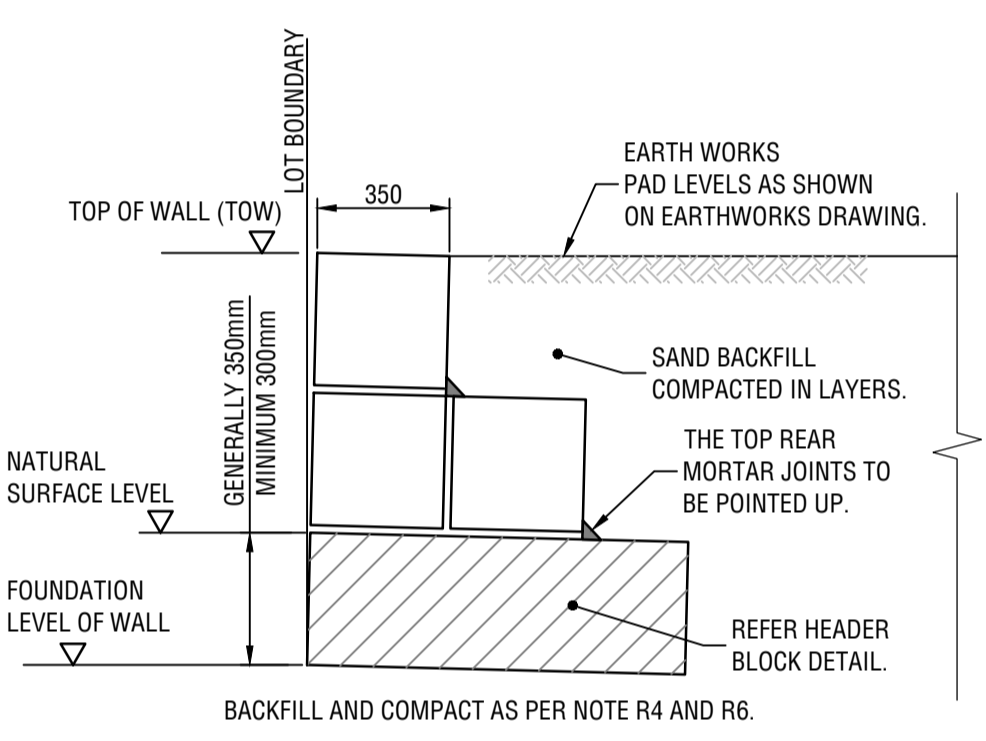 LOT BOUNDARY
350
TOP OF WALL (TOW)
EARTH WORKS
PAD LEVELS AS SHOWN
ON EARTHWORKS DRAWING.
GENERALLY 350mm
MINIMUM 300mm
SAND BACKFILL
COMPACTED IN LAYERS.
NATURAL
SURFACE LEVEL
THE TOP REAR
MORTAR JOINTS TO
BE POINTED UP.
FOUNDATION
LEVEL OF WALL
REFER HEADER
BLOCK DETAIL.
BACKFILL AND COMPACT AS PER NOTE R4 AND R6.